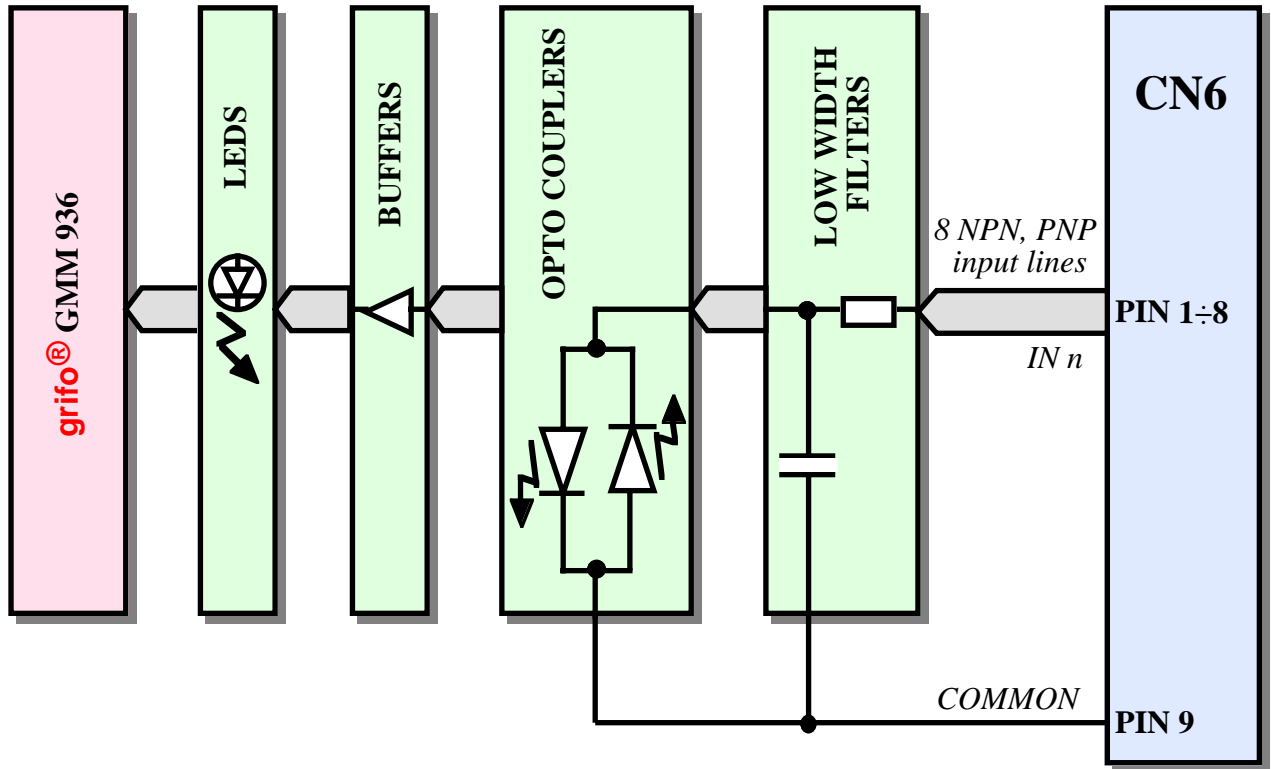 grifo® GMM 936
LEDS
BUFFERS
OPTO COUPLERS
LOW WIDTH
FILTERS
8 NPN, PNP
input lines
IN n
COMMON
CN6
PIN 1÷8
PIN 9